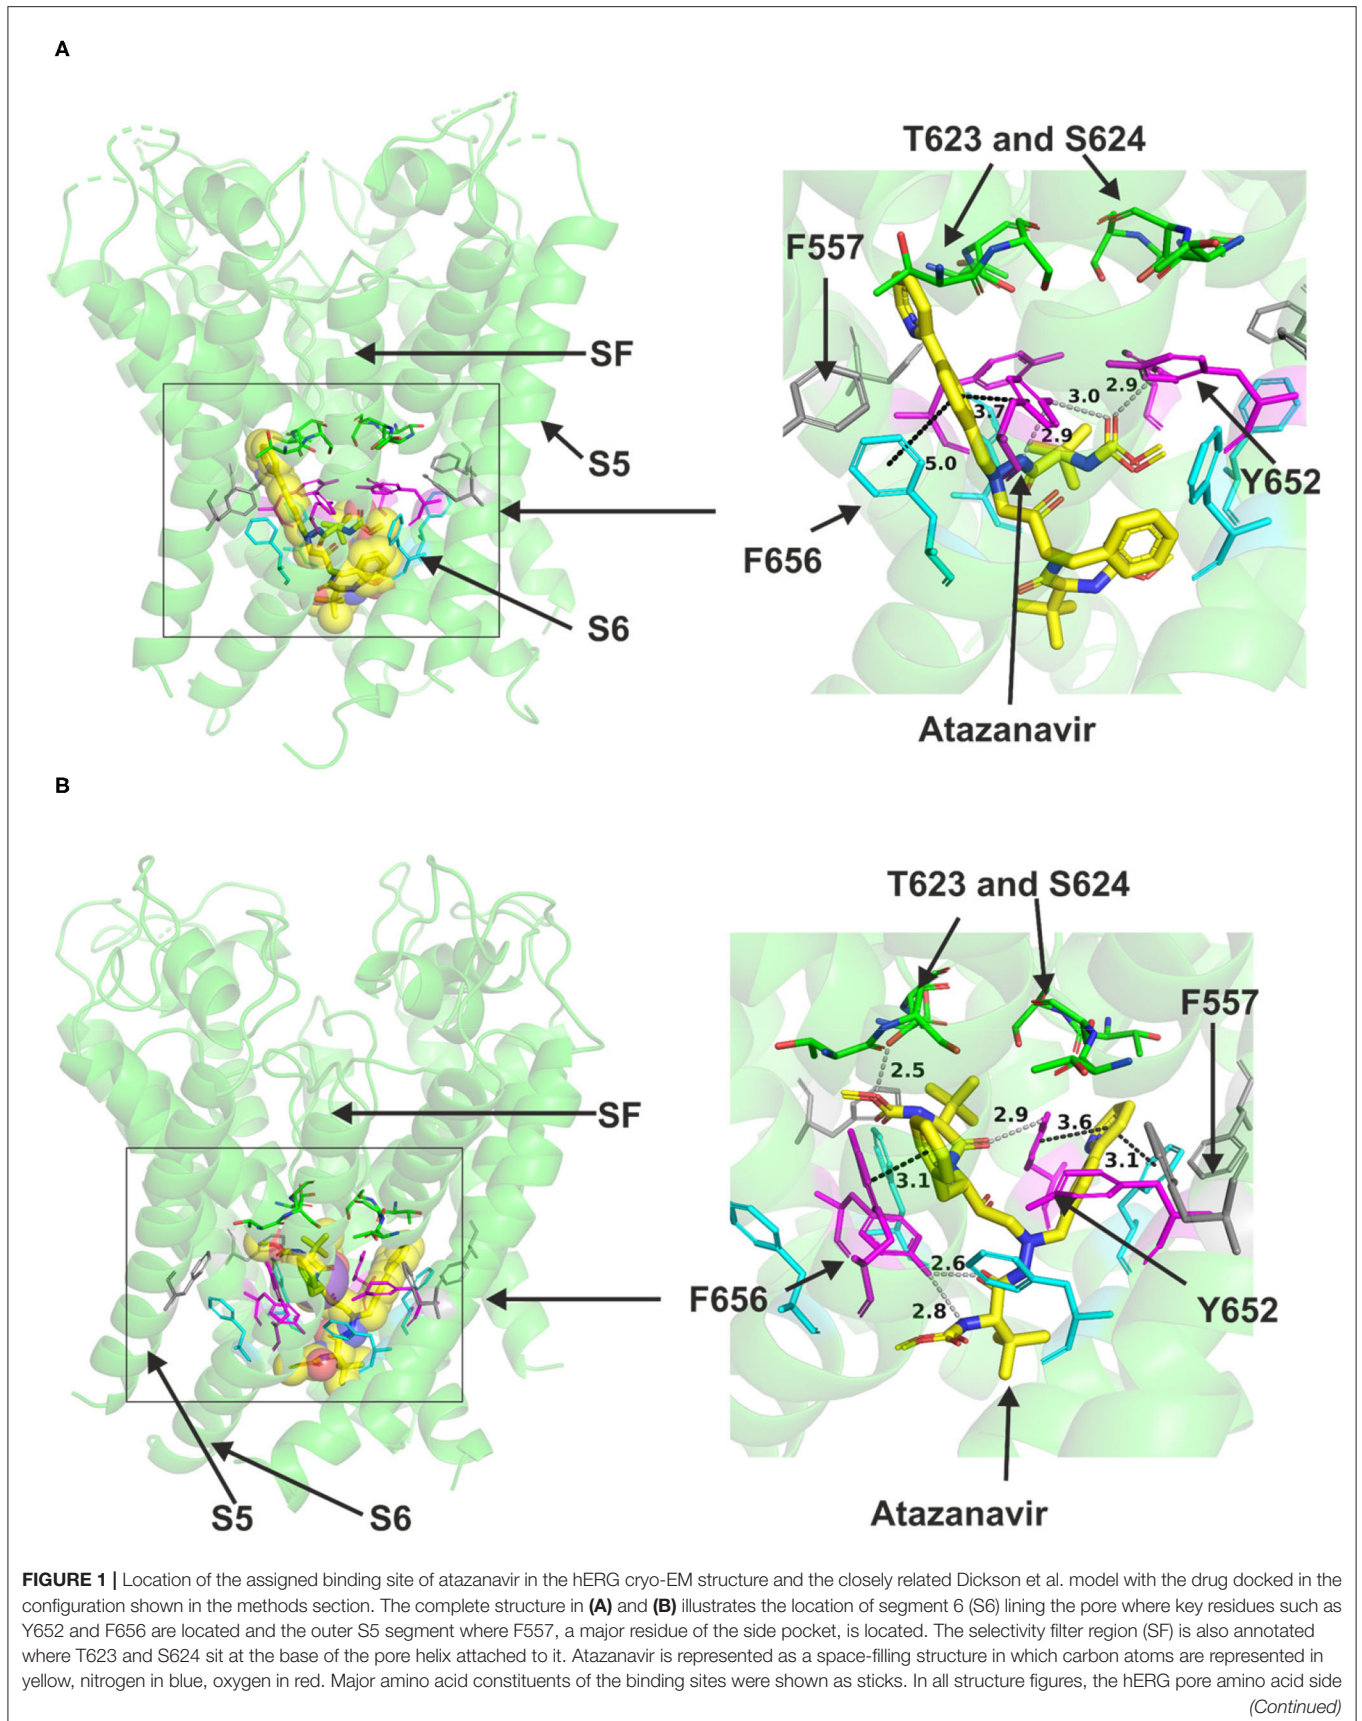 A
T623 and S624
F557
SF
3.0
2.9
3.7
2.9
S5
5.0
Y652
F656
S6
Atazanavir
B
T623 and S624
F557
2.5
SF
2.9
3.6
3.1
3.1
2.6
F656
2.8
Y652
S5
S6
Atazanavir
FIGURE 1 | Location of the assigned binding site of atazanavir in the hERG cryo-EM structure and the closely related Dickson et al. model with the drug docked in the
configuration shown in the methods section. The complete structure in (A) and (B) illustrates the location of segment 6 (S6) lining the pore where key residues such as
Y652 and F656 are located and the outer S5 segment where F557, a major residue of the side pocket, is located. The selectivity filter region (SF) is also annotated
where T623 and S624 sit at the base of the pore helix attached to it. Atazanavir is represented as a space-filling structure in which carbon atoms are represented in
yellow, nitrogen in blue, oxygen in red. Major amino acid constituents of the binding sites were shown as sticks. In all structure figures, the hERG pore amino acid side
(Continued)